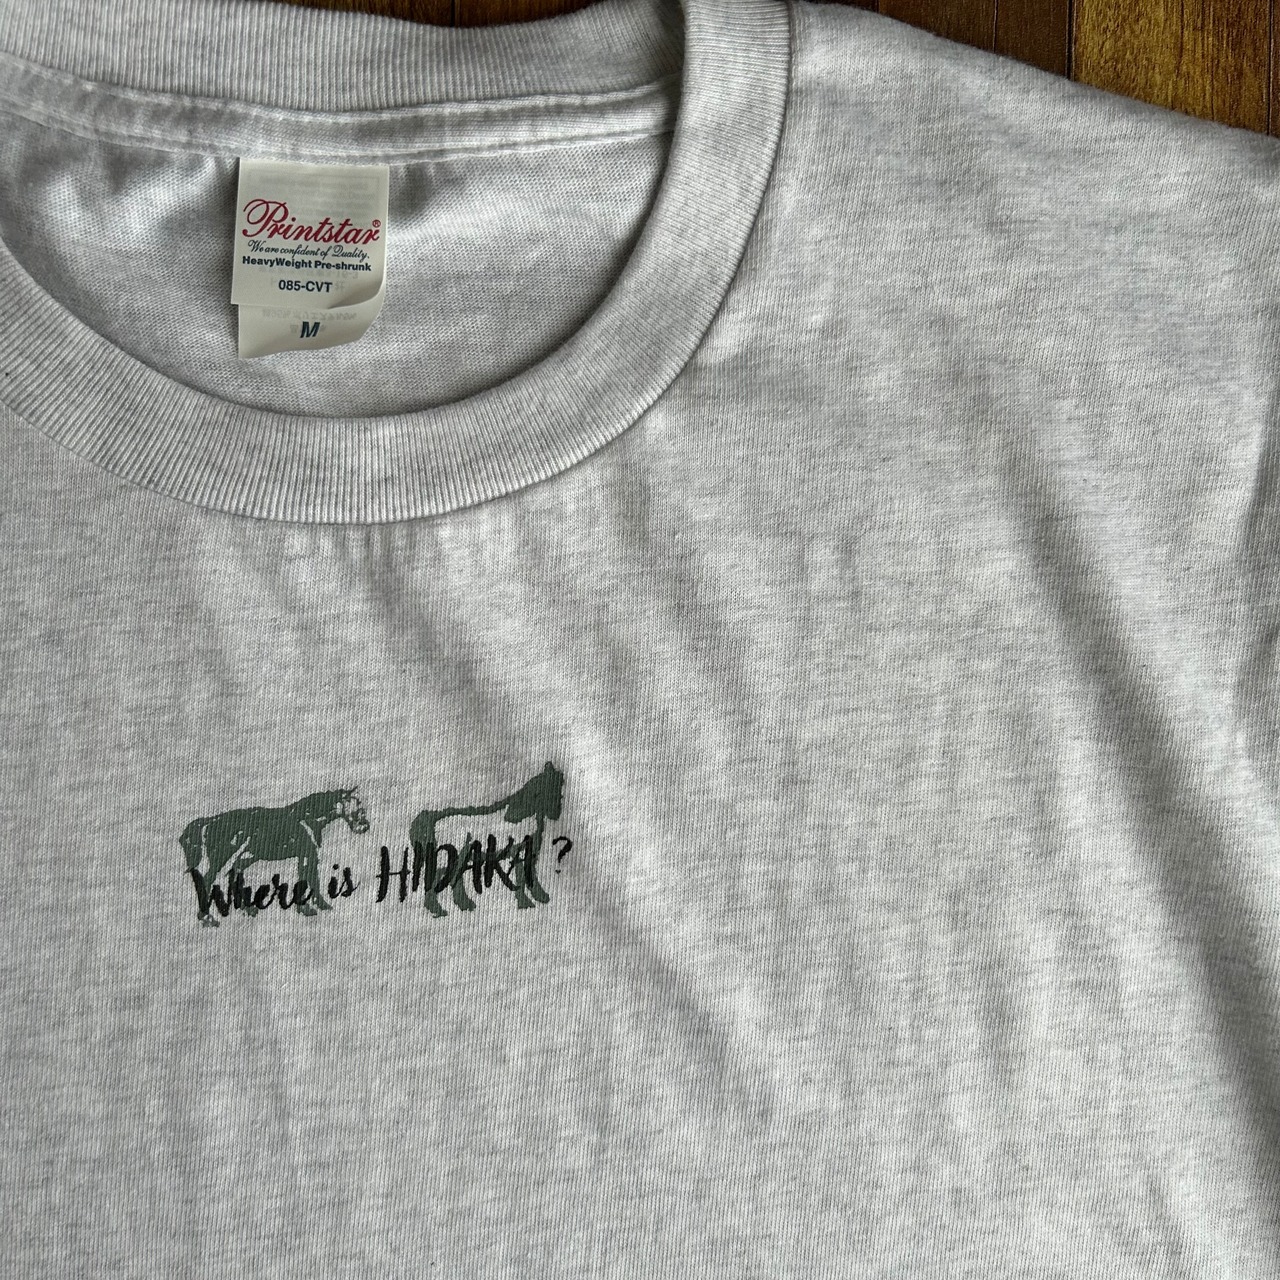 Printstar®
We are confident of Quality.
HeavyWeight Pre-shrunk
085-CVT
M
Where is HIDAKA?